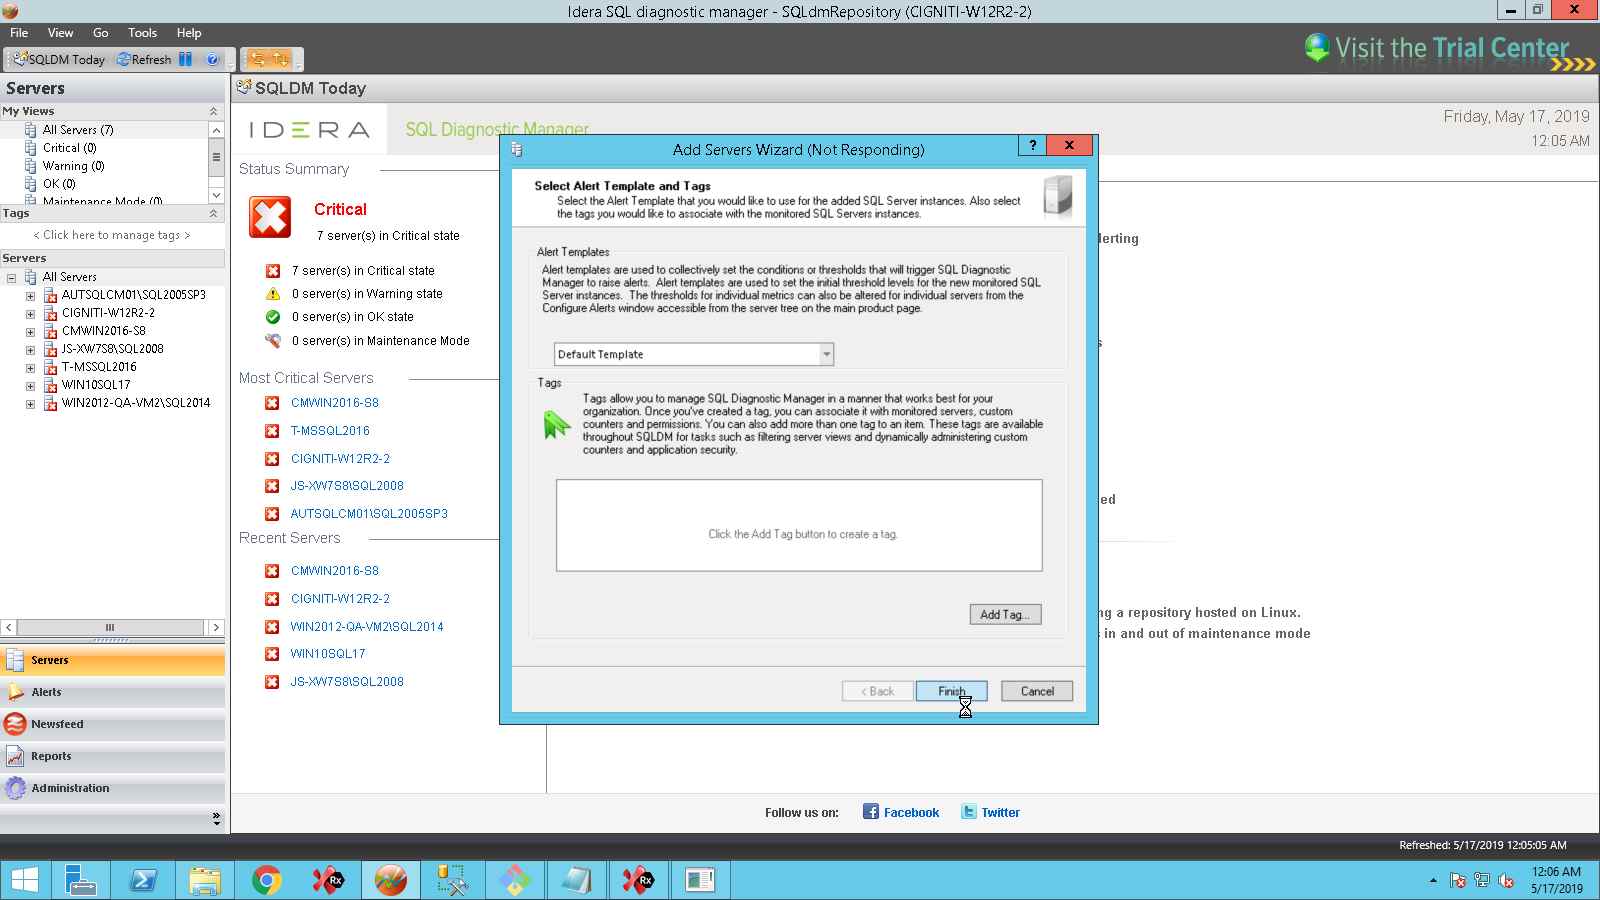 Idera SQL diagnostic manager - SQLdmRepository (CIGNITI-W12R2-2)
File View Go Tools Help
SQLDM Today Refresh
Visit the Trial Center
Servers
My Views
All Servers (7)
Critical (0)
Warning (0)
OK (0)
Maintenance Mode (0)
Tags
< Click here to manage tags >
Servers
All Servers
AUTSQLCM01\SQL2005SP3
CIGNITI-W12R2-2
CMWIN2016-S8
JS-XW7S8\SQL2008
T-MSSQL2016
WIN10SQL17
WIN2012-QA-VM2\SQL2014
Servers
Alerts
Newsfeed
Reports
Administration
SQLDM Today
IDERA
SQL Diagnostic Manager
Friday, May 17, 2019
12:05 AM
Status Summary
Critical
7 server(s) in Critical state
7 server(s) in Critical state
0 server(s) in Warning state
0 server(s) in OK state
0 server(s) in Maintenance Mode
Most Critical Servers
CMWIN2016-S8
T-MSSQL2016
CIGNITI-W12R2-2
JS-XW7S8\SQL2008
AUTSQLCM01\SQL2005SP3
Recent Servers
CMWIN2016-S8
CIGNITI-W12R2-2
WIN2012-QA-VM2\SQL2014
WIN10SQL17
JS-XW7S8\SQL2008
Add Servers Wizard (Not Responding)
?
Select Alert Template and Tags
Select the Alert Template that you would like to use for the added SQL Server instances. Also select
the tags you would like to associate with the monitored SQL Servers instances.
Alert Templates
Alert templates are used to collectively set the conditions or thresholds that will trigger SQL Diagnostic
Manager to raise alerts. Alert templates are used to set the initial threshold levels for the new monitored SQL
Server instances. The thresholds for individual metrics can also be altered for individual servers from the
Configure Alerts window accessible from the server tree on the main product page.
Default Template
Tags
Tags allow you to manage SQL Diagnostic Manager in a manner that works best for your
organization. Once you've created a tag, you can associate it with monitored servers, custom
counters and permissions. You can also add more than one tag to an item. These tags are available
throughout SQLDM for tasks such as filtering server views and dynamically administering custom
counters and application security.
Click the Add Tag button to create a tag.
Add Tag...
< Back Finish Cancel
lerting
s
ed
ng a repository hosted on Linux.
s in and out of maintenance mode
Follow us on: Facebook Twitter
Refreshed: 5/17/2019 12:05:05 AM
12:06 AM
5/17/2019